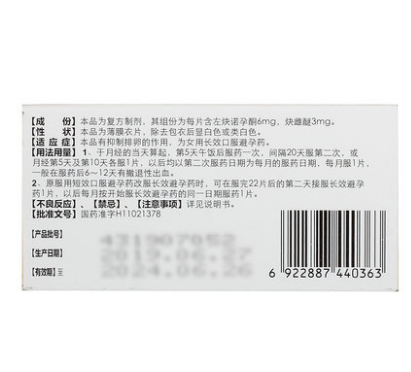 【成　份】本品为复方制剂，其组份为每片含左炔诺孕酮6mg，炔雌醚3mg。
【性　状】本品为薄膜衣片，除去包衣后显白色或类白色。
【适应症】本品有抑制排卵的作用，为女用长效口服避孕药。
【用法用量】1、于月经的当天算起，第5天午饭后服药一次，间隔20天服第二次，或
月经第5天及第10天各服1片，以后均以第二次服药日期为每月的服药日期，每月服1片，
一般在服药后6～12天有撤退性出血。
2、原服用短效口服避孕药改服长效避孕药时，可在服完22片后的第二天接服长效避
孕药1片，以后每月按开始服长效避孕药的同一日期服药1片。
【不良反应】、【禁忌】、【注意事项】详见说明书。
【批准文号】国药准字H11021378
产品批号 431907052
生产日期 2019.06.27
有效期至 2024.06.26
6 922887 440363